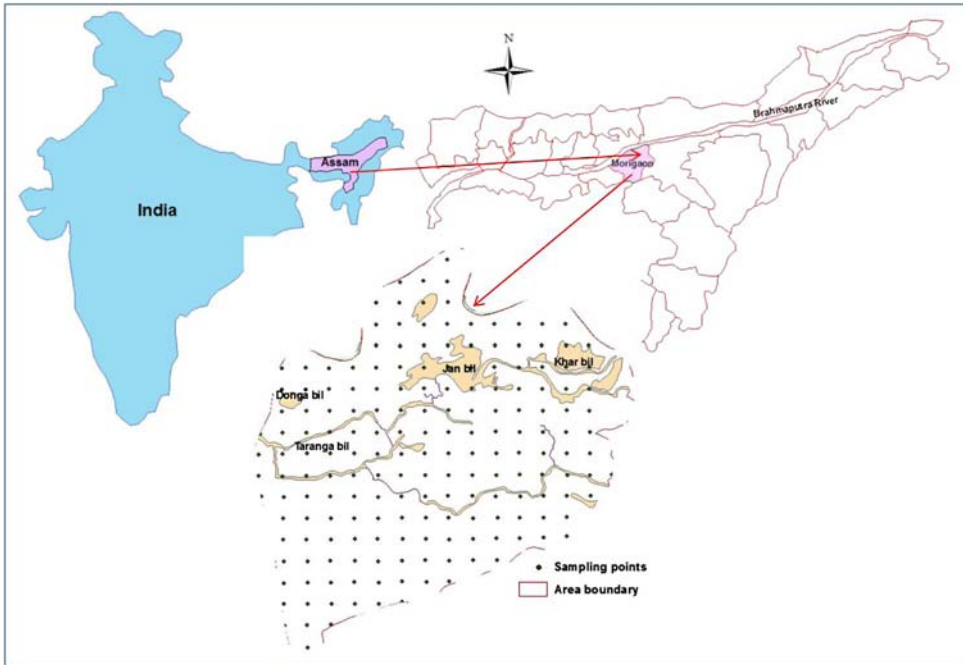 N
Brahmaputra River
Assam
Morigaon
India
Jan bil
Khar bil
Donga bil
Taranga bil
Sampling points
Area boundary